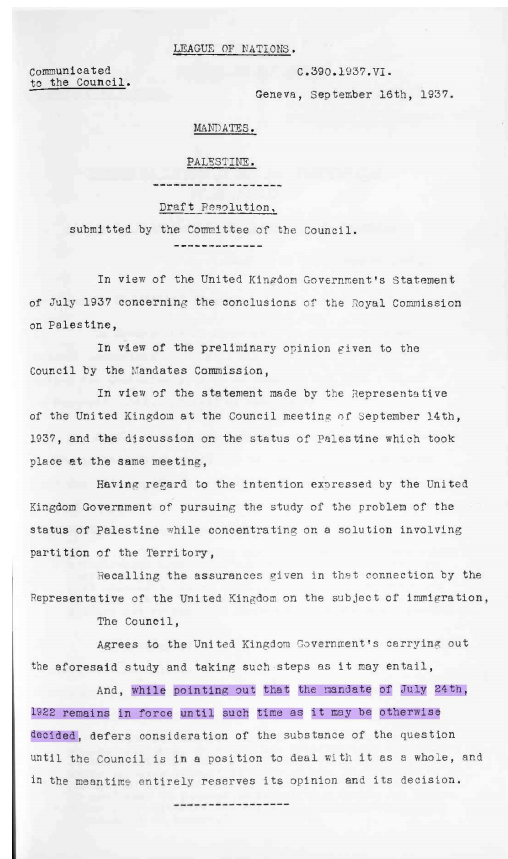 LEAGUE OF NATIONS.
Communicated
to the Council.
C.390.1937.VI.
Geneva, September 16th, 1937.
MANDATES.
PALESTINE.
-------------------
Draft Resolution,
submitted by the Committee of the Council.
-------------
In view of the United Kingdom Government's Statement
of July 1937 concerning the conclusions of the Royal Commission
on Palestine,
In view of the preliminary opinion given to the
Council by the Mandates Commission,
In view of the statement made by the Representative
of the United Kingdom at the Council meeting of September 14th,
1937, and the discussion on the status of Palestine which took
place at the same meeting,
Having regard to the intention expressed by the United
Kingdom Government of pursuing the study of the problem of the
status of Palestine while concentrating on a solution involving
partition of the Territory,
Recalling the assurances given in that connection by the
Representative of the United Kingdom on the subject of immigration,
The Council,
Agrees to the United Kingdom Government's carrying out
the aforesaid study and taking such steps as it may entail,
And, while pointing out that the mandate of July 24th,
1922 remains in force until such time as it may be otherwise
decided, defers consideration of the substance of the question
until the Council is in a position to deal with it as a whole, and
in the meantime entirely reserves its opinion and its decision.
-----------------